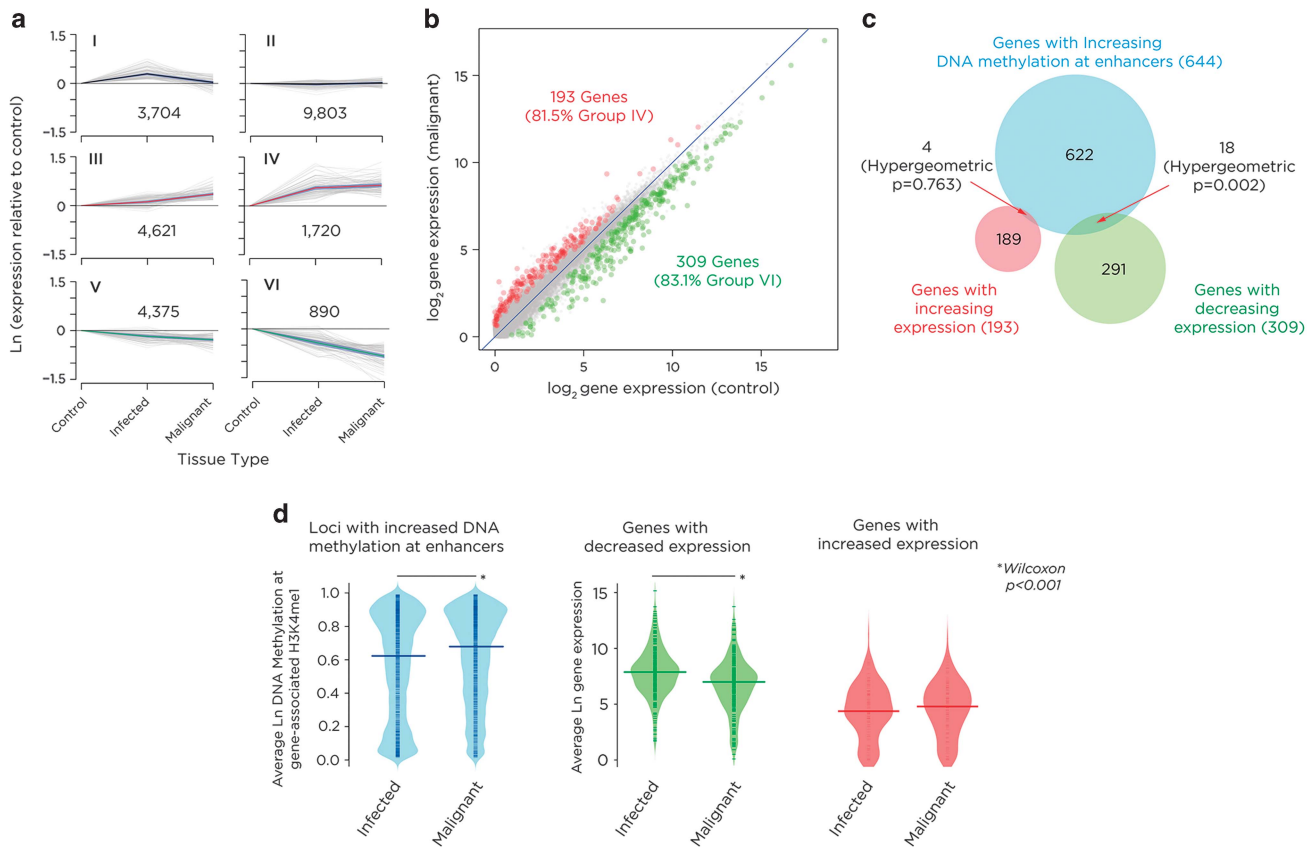 a
Ln (expression relative to control)
1.5
0
−1.5
I
3,704
II
9,803
1.5
0
−1.5
III
4,621
IV
1,720
1.5
0
−1.5
V
4,375
VI
890
Control
Infected
Malignant
Control
Infected
Malignant
Tissue Type
b
log2 gene expression (malignant)
15
10
5
0
193 Genes
(81.5% Group IV)
309 Genes
(83.1% Group VI)
0
5
10
15
log2 gene expression (control)
c
Genes with Increasing
DNA methylation at enhancers (644)
4
(Hypergeometric
p=0.763)
622
18
(Hypergeometric
p=0.002)
189
291
Genes with
increasing
expression (193)
Genes with
decreasing
expression (309)
d
Loci with increased DNA
methylation at enhancers
Average Ln DNA Methylation at
gene-associated H3K4me1
*
1.0
0.8
0.6
0.4
0.2
0.0
Infected
Malignant
Genes with
decreased expression
Average Ln gene expression
*
15
10
5
0
Infected
Malignant
Genes with
increased expression
Infected
Malignant
*Wilcoxon
p<0.001